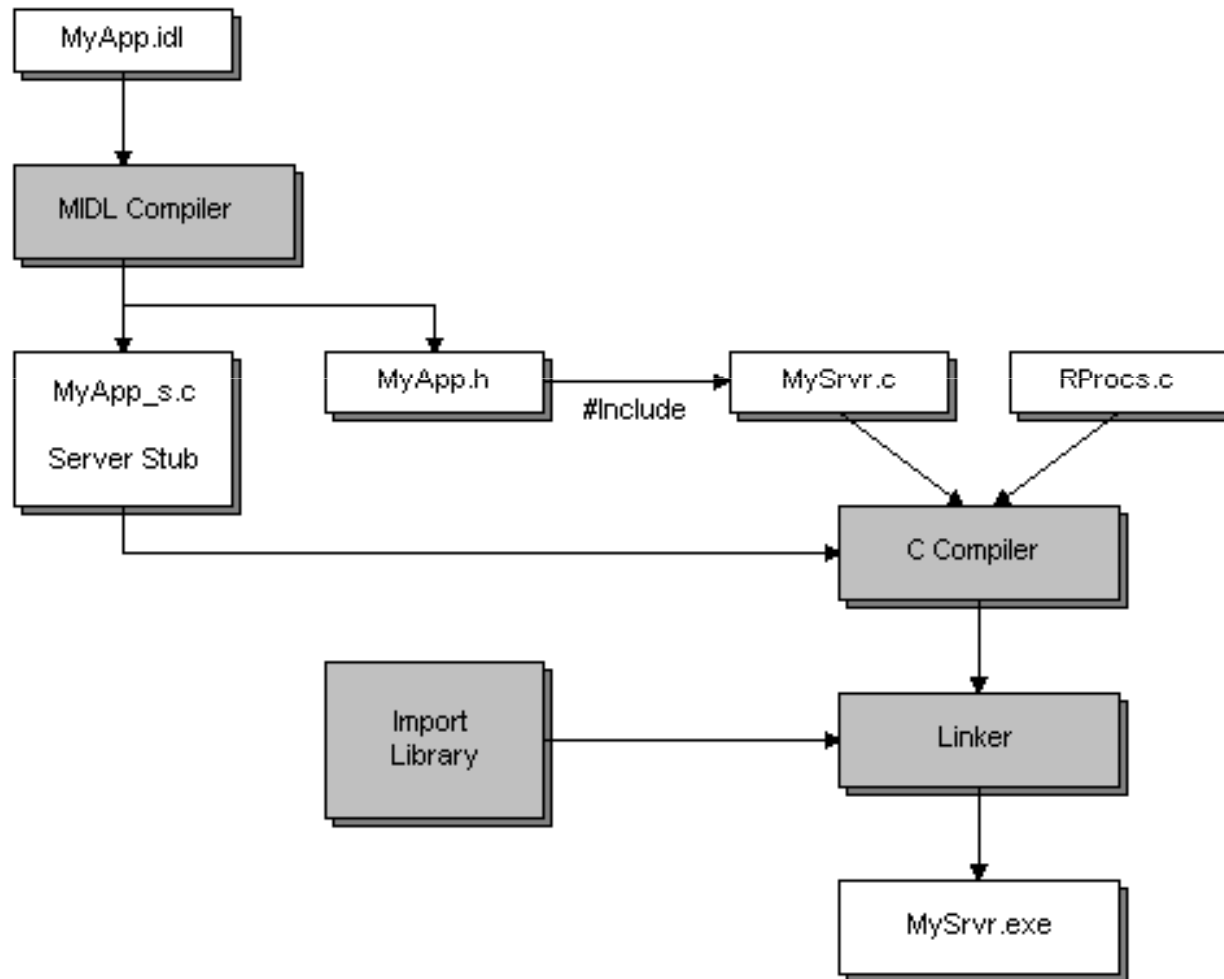 MyApp.idl
MIDL Compiler
MyApp_s.c
Server Stub
MyApp.h
#Include
MySrvr.c
RProcs.c
C Compiler
Import
Library
Linker
MySrvr.exe